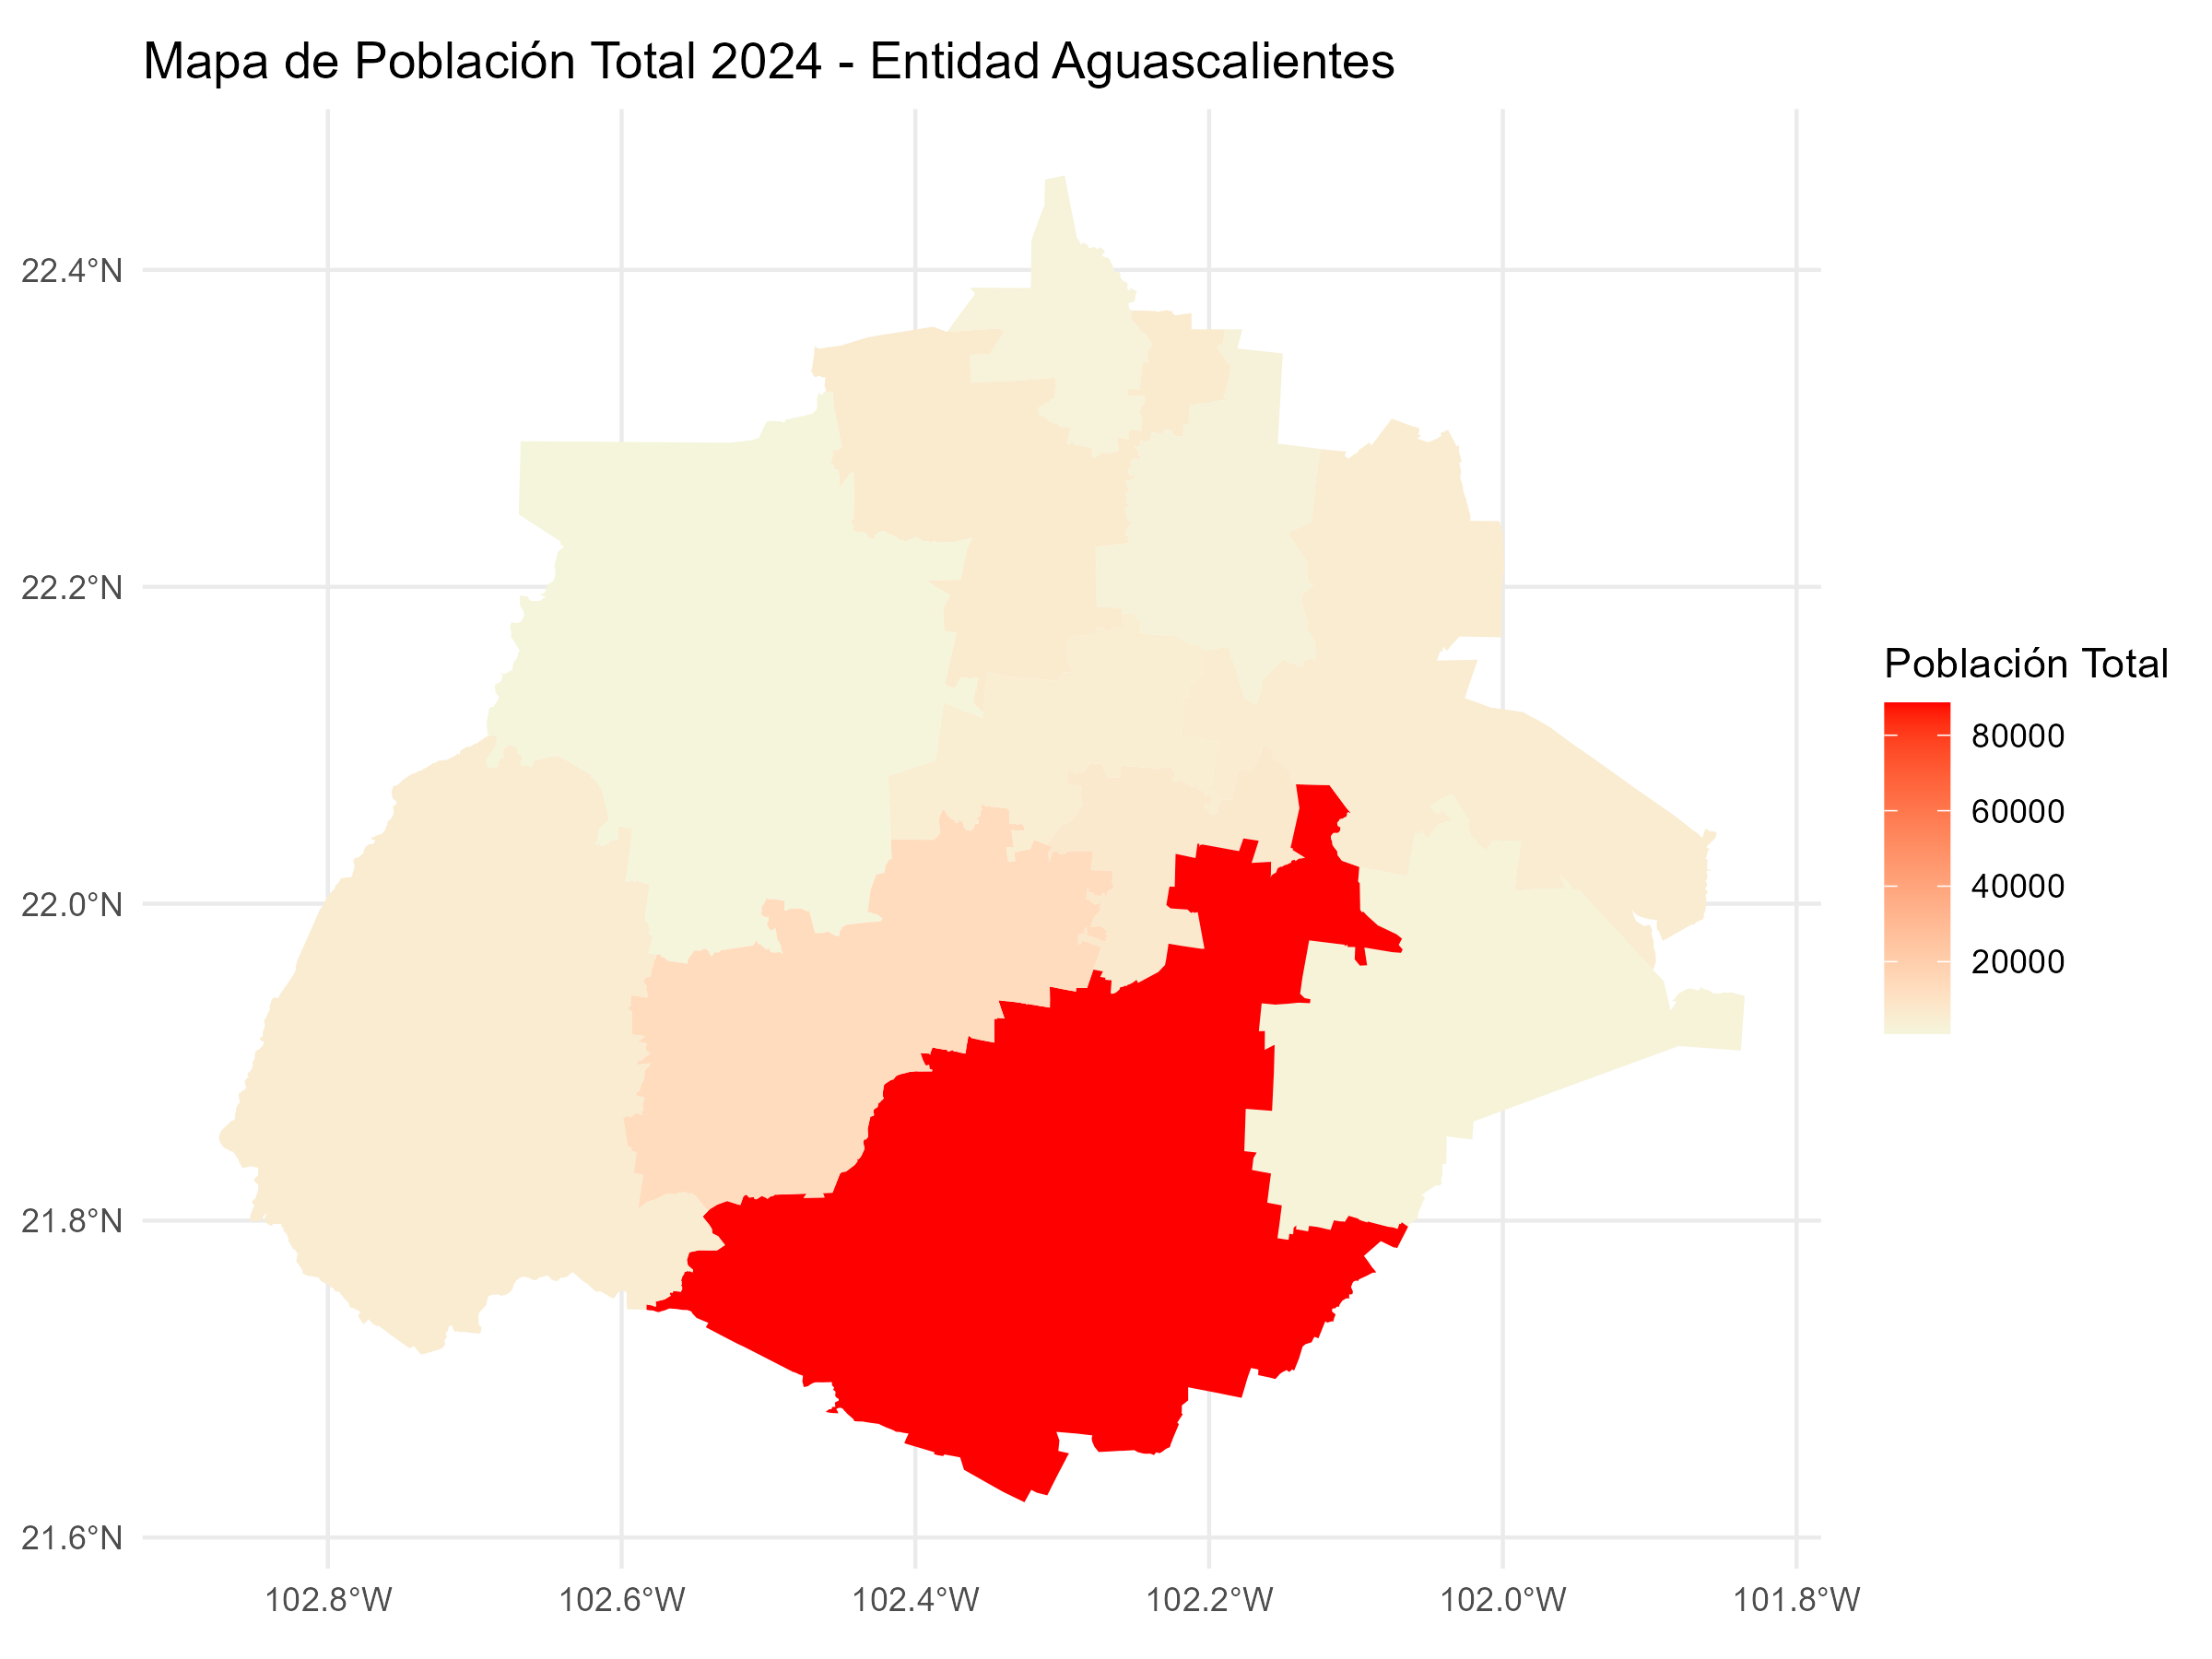 Mapa de Población Total 2024 - Entidad Aguascalientes
22.4°N
22.2°N
22.0°N
21.8°N
21.6°N
102.8°W
102.6°W
102.4°W
102.2°W
102.0°W
101.8°W
Población Total
80000
60000
40000
20000